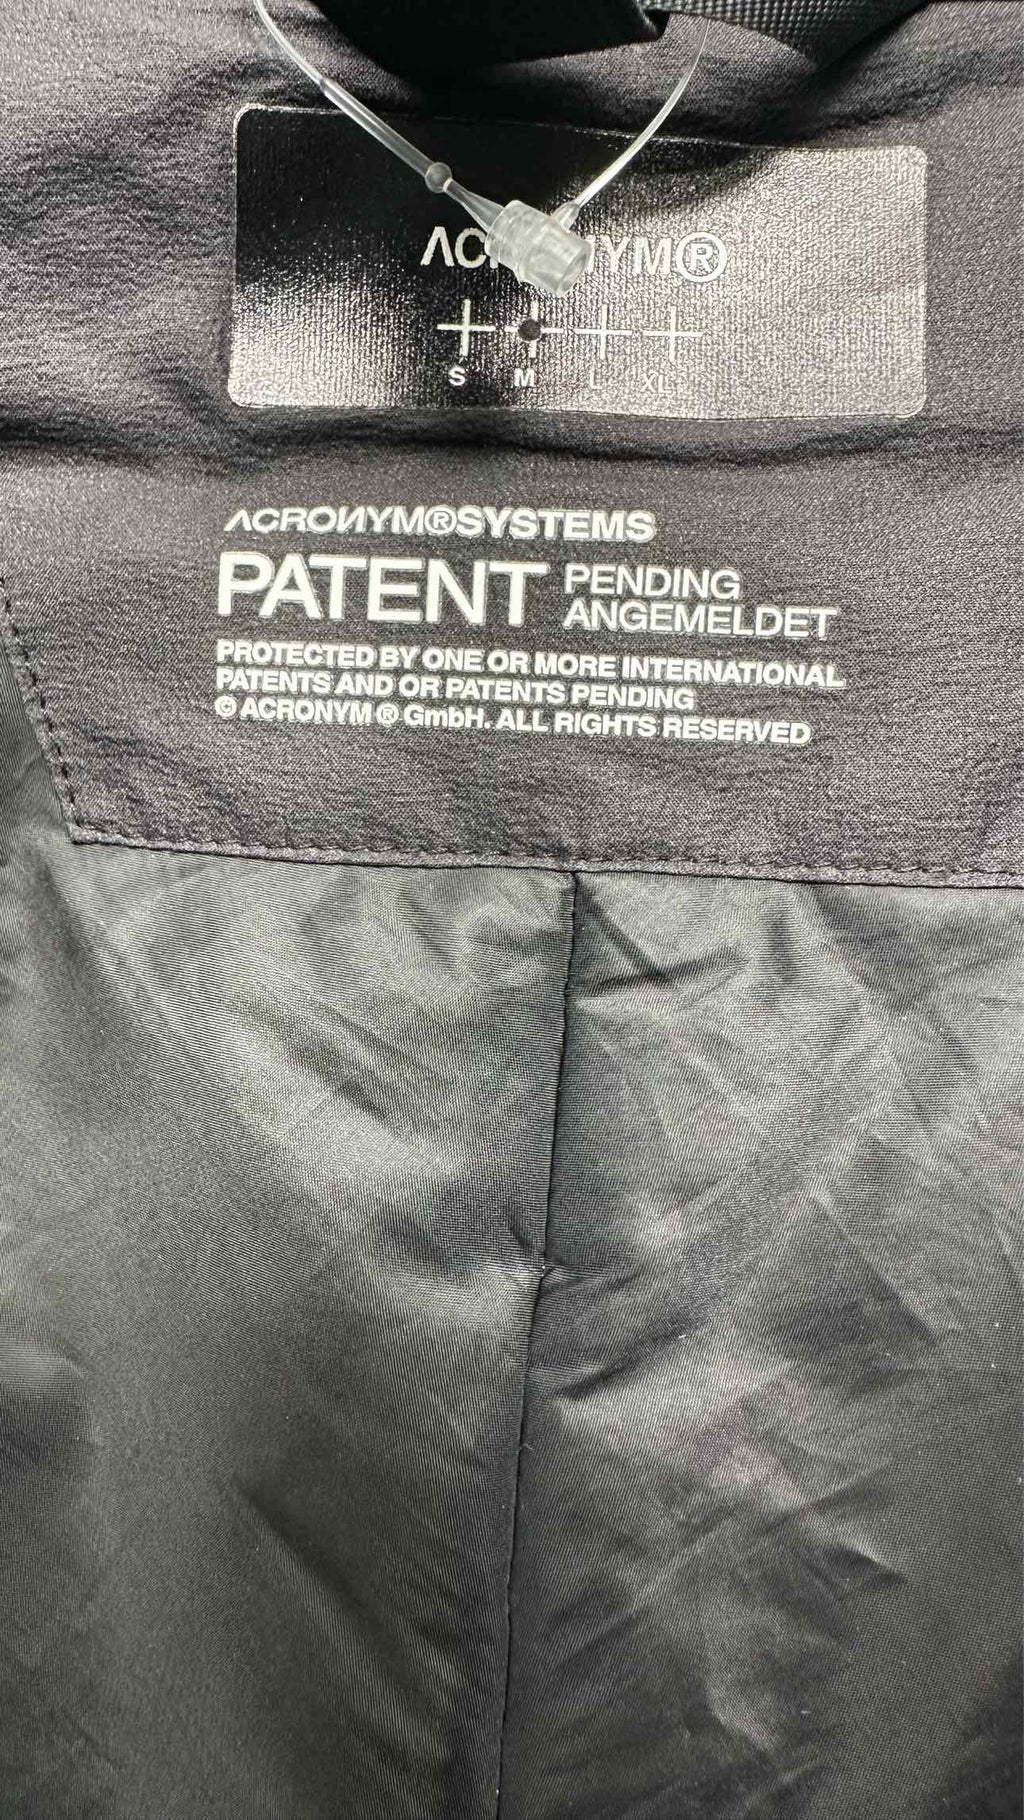 ACRONYM®
S M L XL
ACRONYM®SYSTEMS
PATENT PENDING
ANGEMELDET
PROTECTED BY ONE OR MORE INTERNATIONAL
PATENTS AND OR PATENTS PENDING
© ACRONYM® GmbH. ALL RIGHTS RESERVED